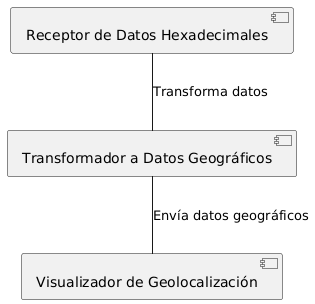 Receptor de Datos Hexadecimales
Transforma datos
Transformador a Datos Geográficos
Envía datos geográficos
Visualizador de Geolocalización